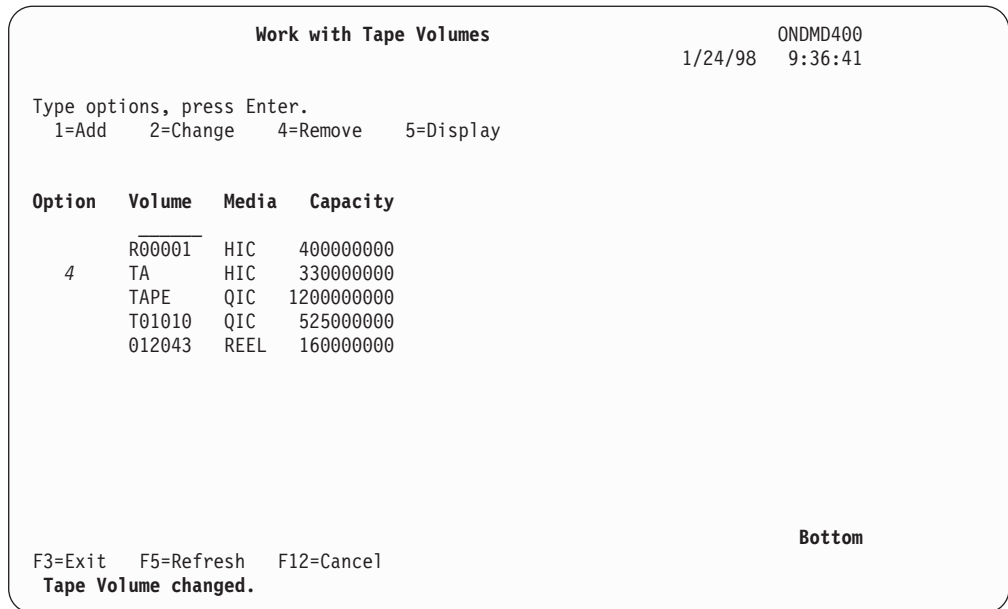 Work with Tape Volumes ONDMD400
1/24/98 9:36:41
Type options, press Enter.
1=Add 2=Change 4=Remove 5=Display
Option Volume Media Capacity
______
R00001 HIC 400000000
4 TA HIC 330000000
TAPE QIC 1200000000
T01010 QIC 525000000
012043 REEL 160000000
Bottom
F3=Exit F5=Refresh F12=Cancel
Tape Volume changed.